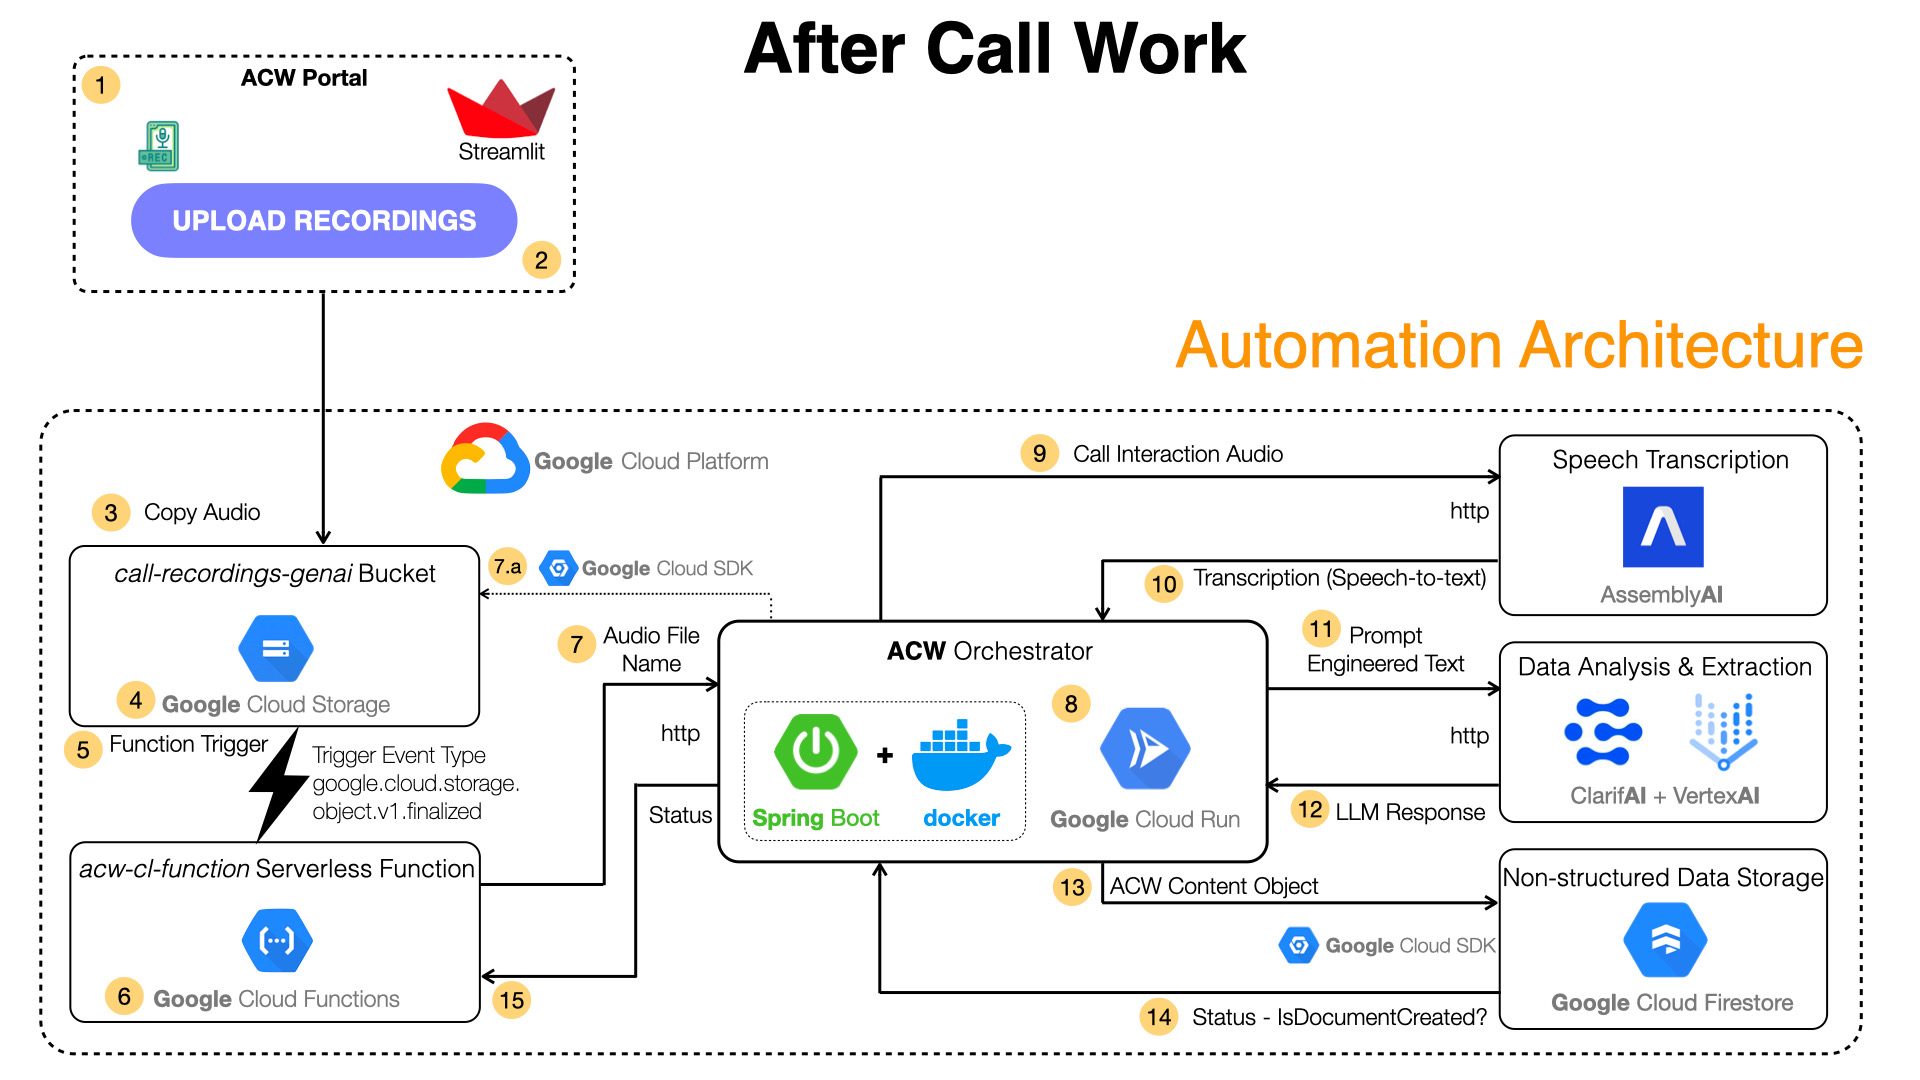 After Call Work
1
ACW Portal
REC
Streamlit
UPLOAD RECORDINGS
2
Automation Architecture
Google Cloud Platform
3 Copy Audio
call-recordings-genai Bucket
4 Google Cloud Storage
7.a Google Cloud SDK
5 Function Trigger
Trigger Event Type
google.cloud.storage.
object.v1.finalized
acw-cl-function Serverless Function
6 Google Cloud Functions
7 Audio File
Name
http
Status
15
ACW Orchestrator
8
+
Spring Boot
docker
Google Cloud Run
9 Call Interaction Audio
http
10 Transcription (Speech-to-text)
Speech Transcription
AssemblyAI
11 Prompt
Engineered Text
http
12 LLM Response
Data Analysis & Extraction
ClarifAI + VertexAI
13 ACW Content Object
Google Cloud SDK
14 Status - IsDocumentCreated?
Non-structured Data Storage
Google Cloud Firestore